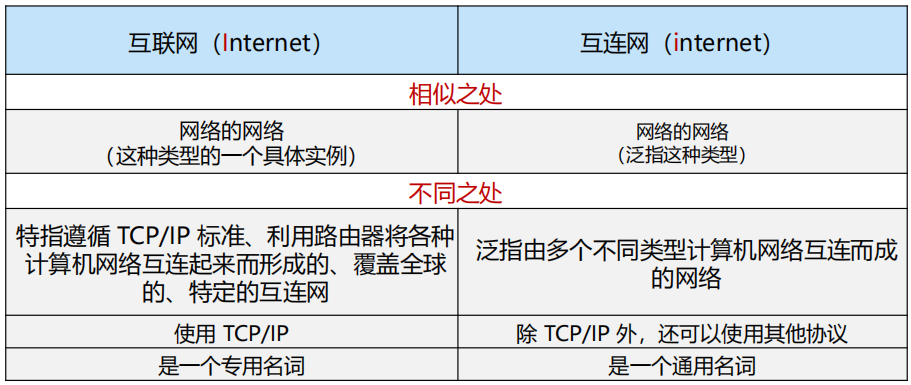 互联网（Internet）
互连网（internet）
相似之处
网络的网络
（这种类型的一个具体实例）
网络的网络
（泛指这种类型）
不同之处
特指遵循 TCP/IP 标准、利用路由器将各种
计算机网络互连起来而形成的、覆盖全球
的、特定的互连网
泛指由多个不同类型计算机网络互连而成
的网络
使用 TCP/IP
除 TCP/IP 外，还可以使用其他协议
是一个专用名词
是一个通用名词